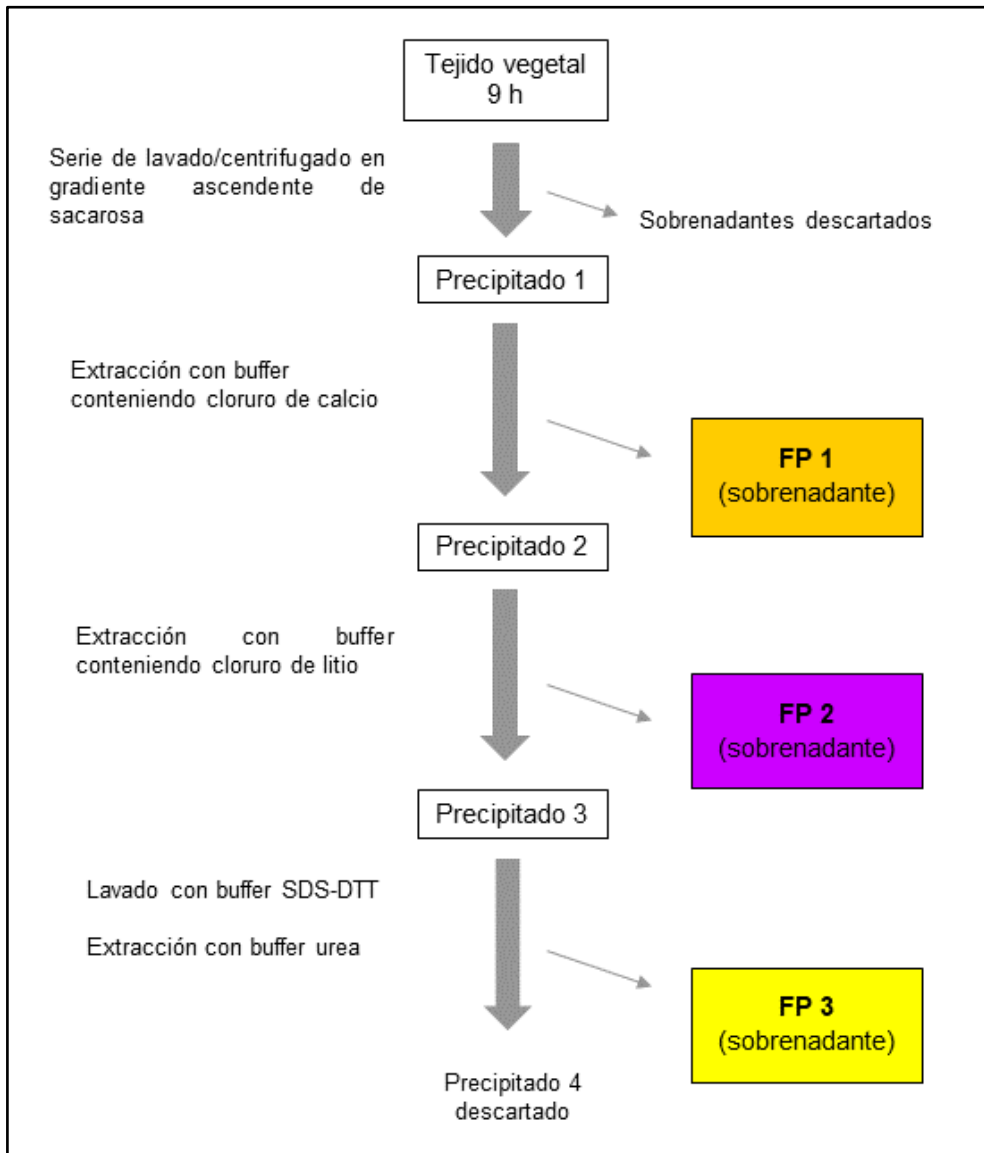 Tejido vegetal
9 h
Serie de lavado/centrifugado en
gradiente ascendente de
sacarosa
Sobrenadantes descartados
Precipitado 1
Extracción con buffer
conteniendo cloruro de calcio
FP 1
(sobrenadante)
Precipitado 2
Extracción con buffer
conteniendo cloruro de litio
FP 2
(sobrenadante)
Precipitado 3
Lavado con buffer SDS-DTT
Extracción con buffer urea
FP 3
(sobrenadante)
Precipitado 4
descartado